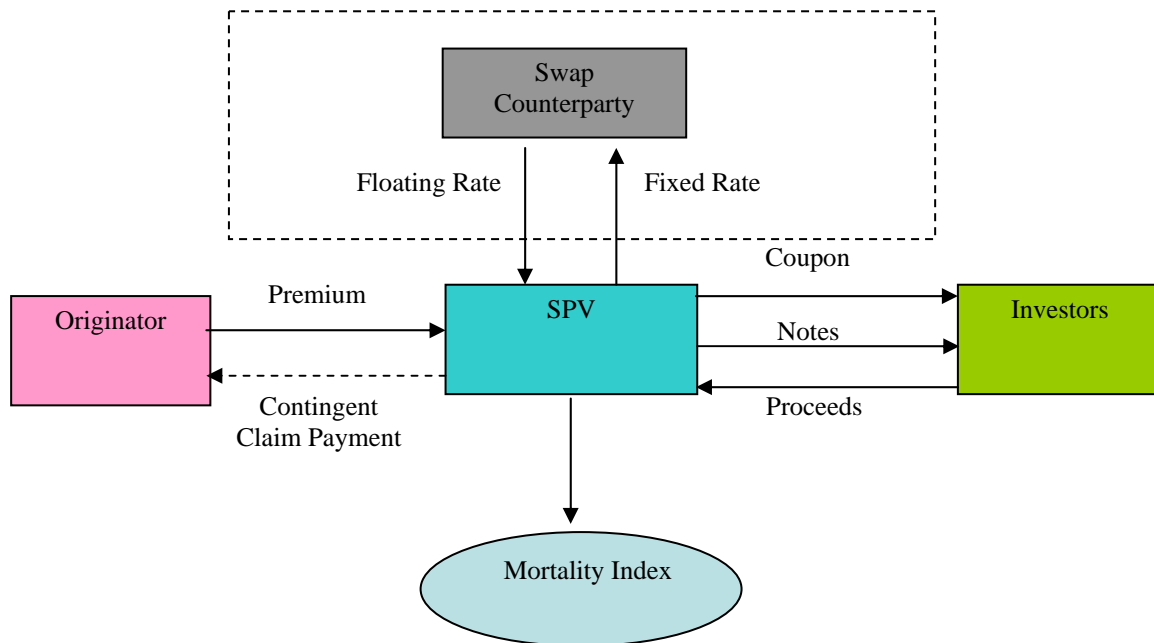 Swap
Counterparty
Floating Rate
Fixed Rate
Coupon
Premium
Originator
SPV
Investors
Notes
Contingent
Claim Payment
Proceeds
Mortality Index